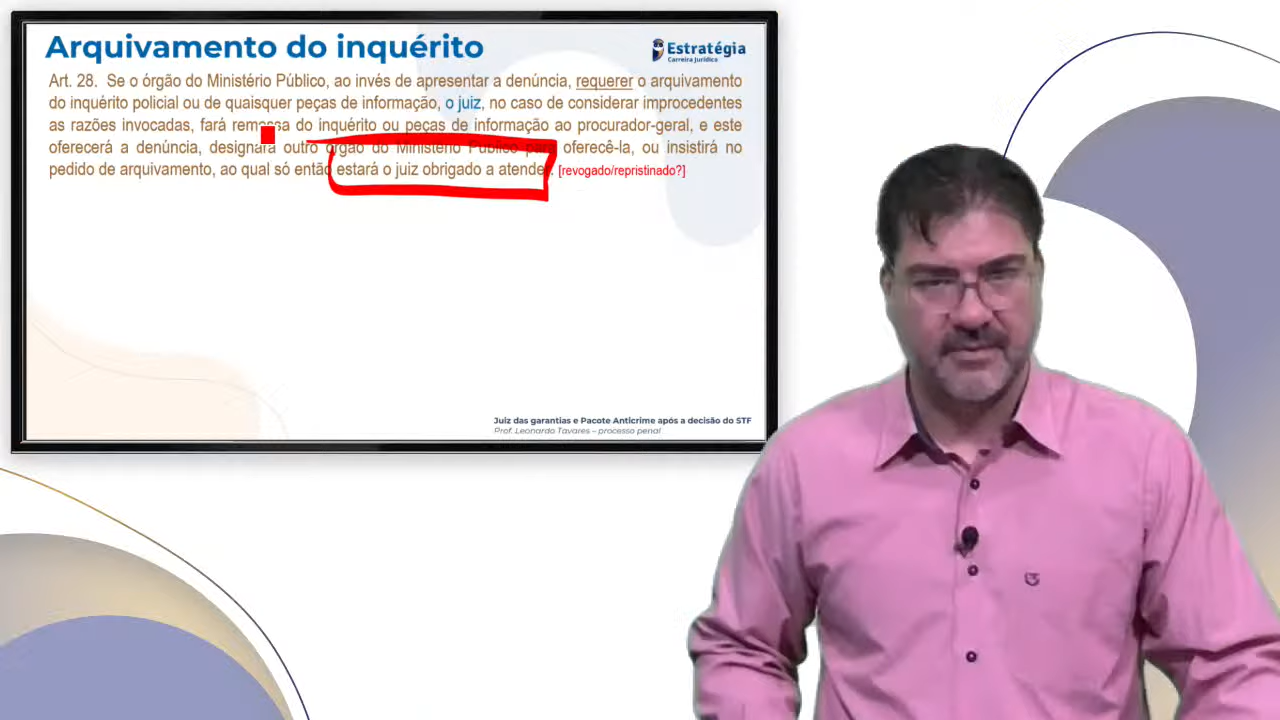 Arquivamento do inquérito
Estratégia
Carreira Jurídica
Art. 28. Se o órgão do Ministério Público, ao invés de apresentar a denúncia, requerer o arquivamento
do inquérito policial ou de quaisquer peças de informação, o juiz, no caso de considerar improcedentes
as razões invocadas, fará remessa do inquérito ou peças de informação ao procurador-geral, e este
oferecerá a denúncia, designará outro órgão do Ministério Público para oferecê-la, ou insistirá no
pedido de arquivamento, ao qual só então estará o juiz obrigado a atender. [revogado/repristinado?]
Juiz das garantias e Pacote Anticrime após a decisão do STF
Prof. Leonardo Tavares – processo penal